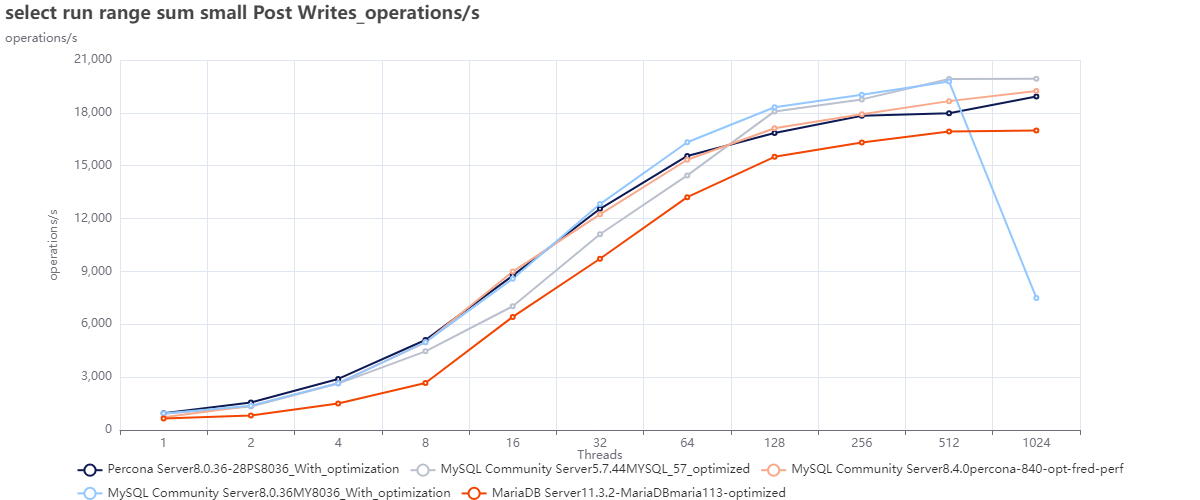 select run range sum small Post Writes_operations/s
operations/s
21,000
18,000
15,000
12,000
9,000
6,000
3,000
0
operations/s
1 2 4 8 16 32 64 128 256 512 1024
Threads
Percona Server8.0.36-28PS8036_With_optimization MySQL Community Server5.7.44MYSQL_57_optimized MySQL Community Server8.4.0percona-840-opt-fred-perf
MySQL Community Server8.0.36MY8036_With_optimization MariaDB Server11.3.2-MariaDBmaria113-optimized